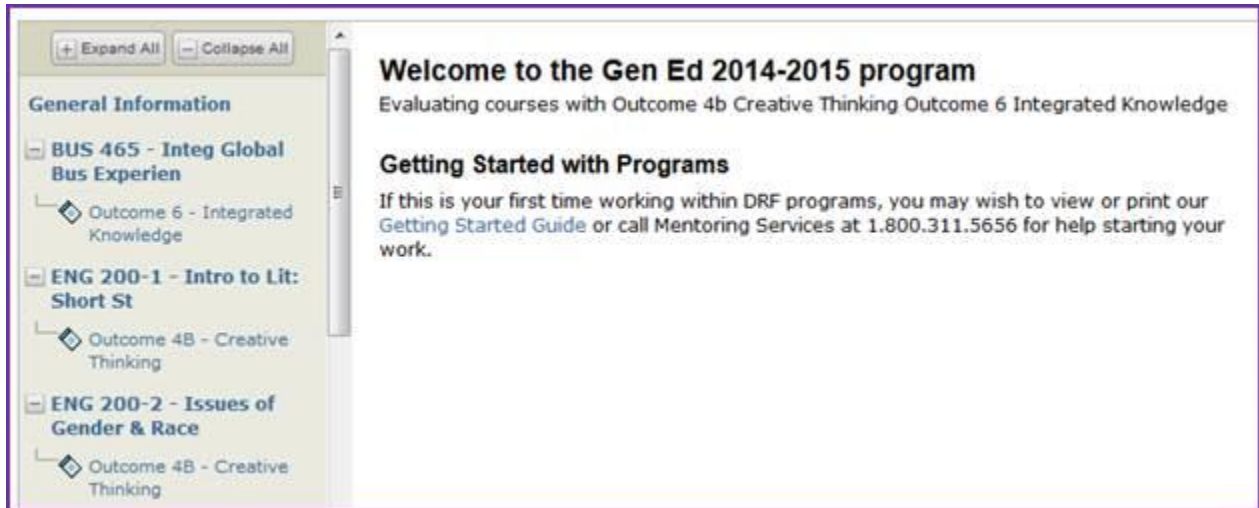 Expand All Collapse All
General Information
BUS 465 - Integ Global
Bus Experien
Outcome 6 - Integrated
Knowledge
ENG 200-1 - Intro to Lit:
Short St
Outcome 4B - Creative
Thinking
ENG 200-2 - Issues of
Gender & Race
Outcome 4B - Creative
Thinking
Welcome to the Gen Ed 2014-2015 program
Evaluating courses with Outcome 4b Creative Thinking Outcome 6 Integrated Knowledge
Getting Started with Programs
If this is your first time working within DRF programs, you may wish to view or print our
Getting Started Guide or call Mentoring Services at 1.800.311.5656 for help starting your
work.